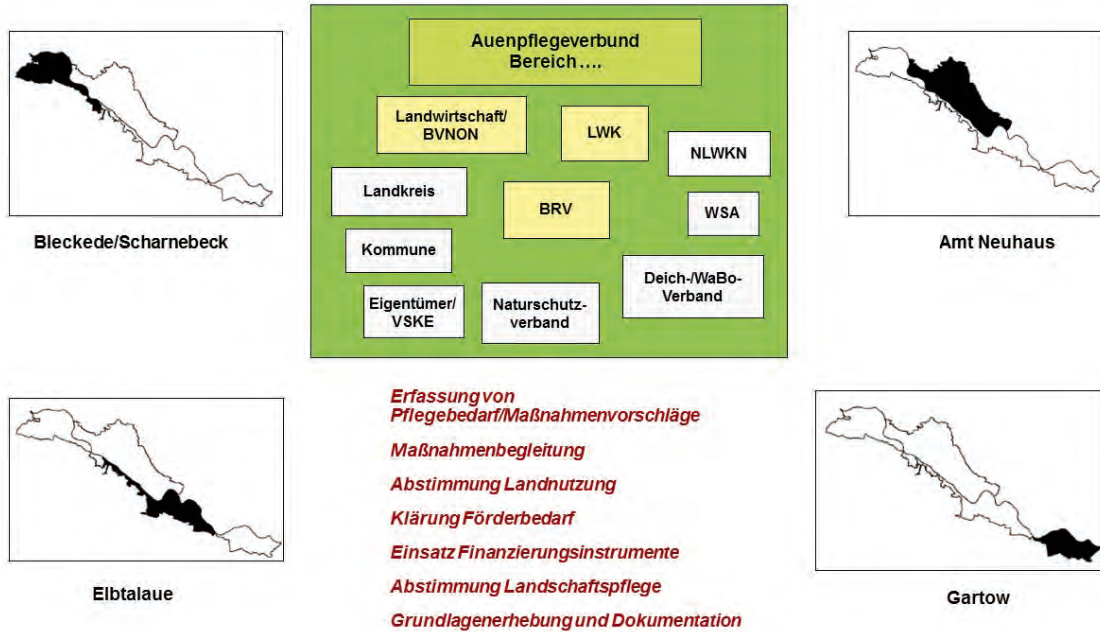 Auenpflegeverbund
Bereich ....
Landwirtschaft/
BVNON
LWK
NLWKN
Landkreis
BRV
WSA
Kommune
Deich-/WaBo-
Verband
Eigentümer/
VSKE
Naturschutz-
verband
Bleckede/Scharnebeck
Amt Neuhaus
Erfassung von
Pflegebedarf/Maßnahmenvorschläge
Maßnahmenbegleitung
Abstimmung Landnutzung
Klärung Förderbedarf
Einsatz Finanzierungsinstrumente
Abstimmung Landschaftspflege
Grundlagenerhebung und Dokumentation
Elbtalaue
Gartow